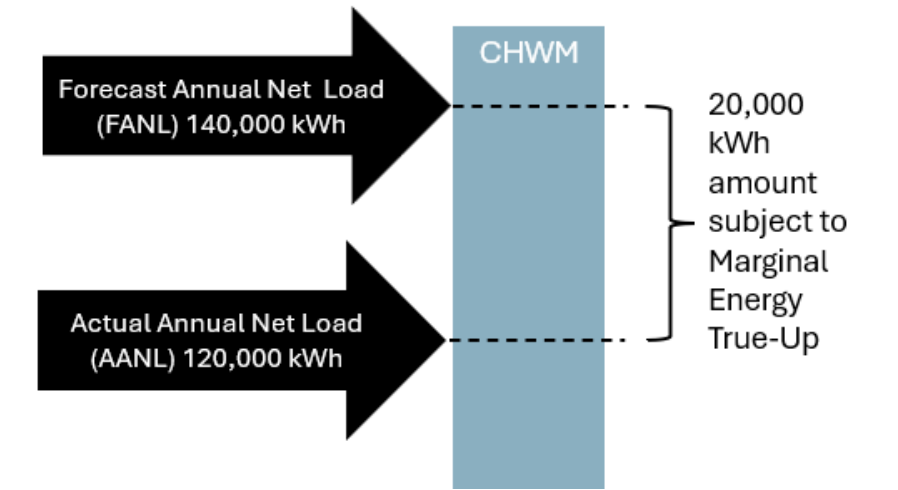 CHWM
Forecast Annual Net Load
(FANL) 140,000 kWh
20,000
kWh
amount
subject to
Marginal
Energy
True-Up
Actual Annual Net Load
(AANL) 120,000 kWh